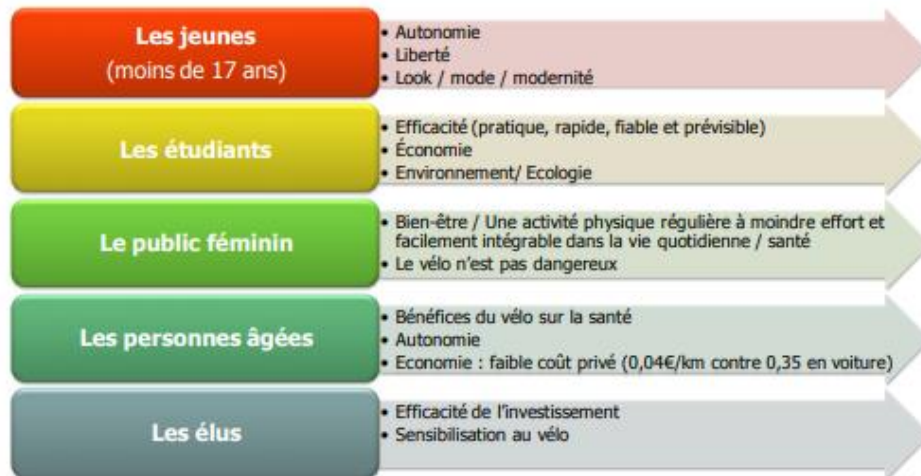 Les jeunes
(moins de 17 ans)
• Autonomie
• Liberté
• Look / mode / modernité
Les étudiants
• Efficacité (pratique, rapide, fiable et prévisible)
• Économie
• Environnement/ Ecologie
Le public féminin
• Bien-être / Une activité physique régulière à moindre effort et
facilement intégrable dans la vie quotidienne / santé
• Le vélo n'est pas dangereux
Les personnes âgées
• Bénéfices du vélo sur la santé
• Autonomie
• Economie : faible coût privé (0,04€/km contre 0,35 en voiture)
Les élus
• Efficacité de l'investissement
• Sensibilisation au vélo